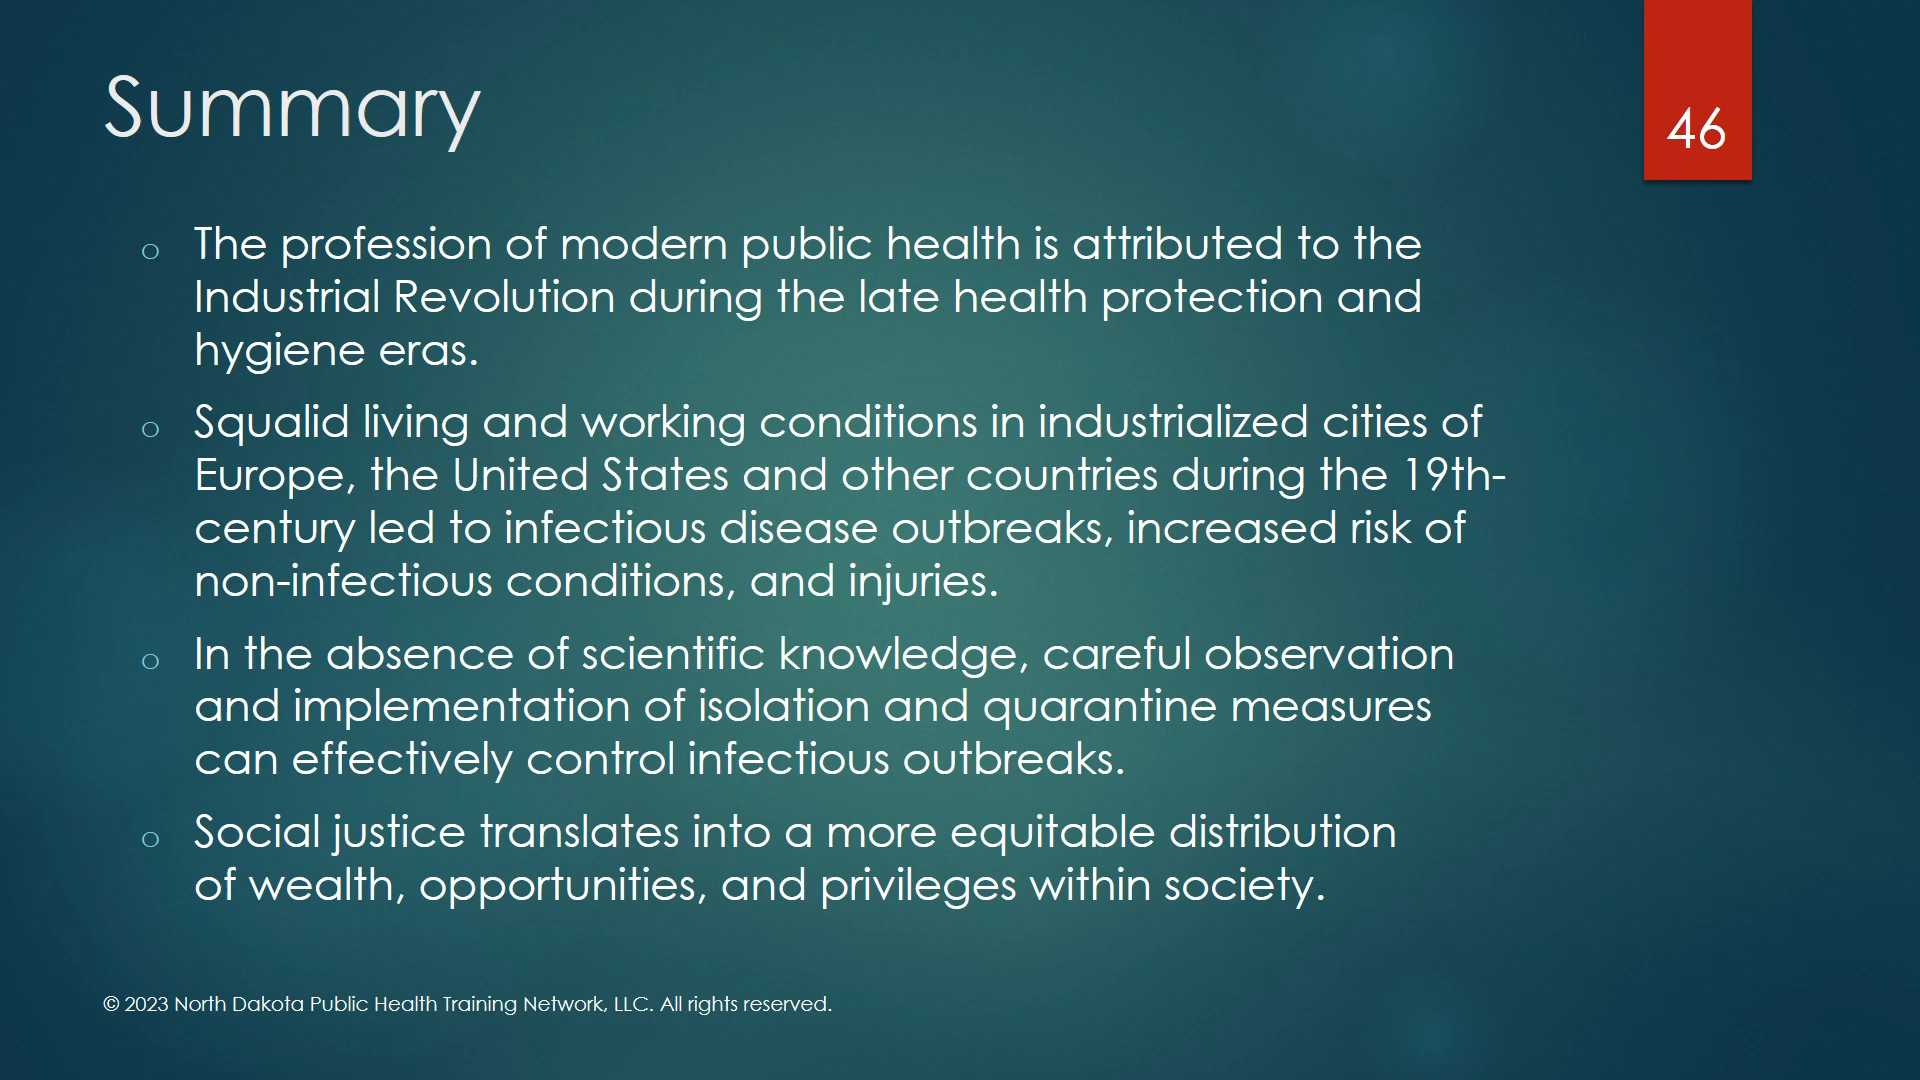 Summary
46
o The profession of modern public health is attributed to the
Industrial Revolution during the late health protection and
hygiene eras.
o Squalid living and working conditions in industrialized cities of
Europe, the United States and other countries during the 19th-
century led to infectious disease outbreaks, increased risk of
non-infectious conditions, and injuries.
o In the absence of scientific knowledge, careful observation
and implementation of isolation and quarantine measures
can effectively control infectious outbreaks.
o Social justice translates into a more equitable distribution
of wealth, opportunities, and privileges within society.
© 2023 North Dakota Public Health Training Network, LLC. All rights reserved.